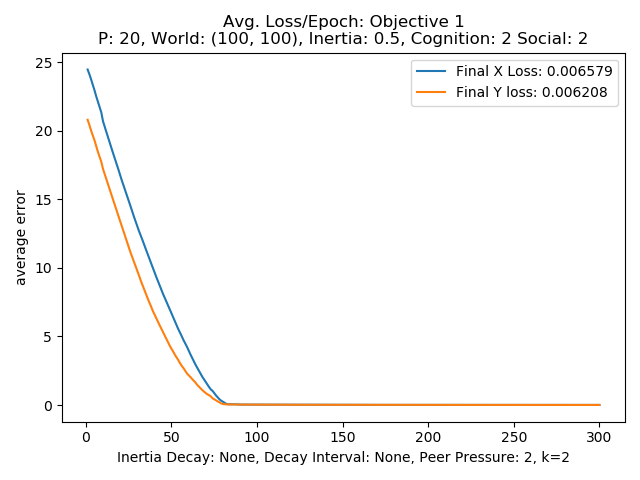 Avg. Loss/Epoch: Objective 1
P: 20, World: (100, 100), Inertia: 0.5, Cognition: 2 Social: 2
Final X Loss: 0.006579
Final Y loss: 0.006208
average error
25
20
15
10
5
0
0 50 100 150 200 250 300
Inertia Decay: None, Decay Interval: None, Peer Pressure: 2, k=2